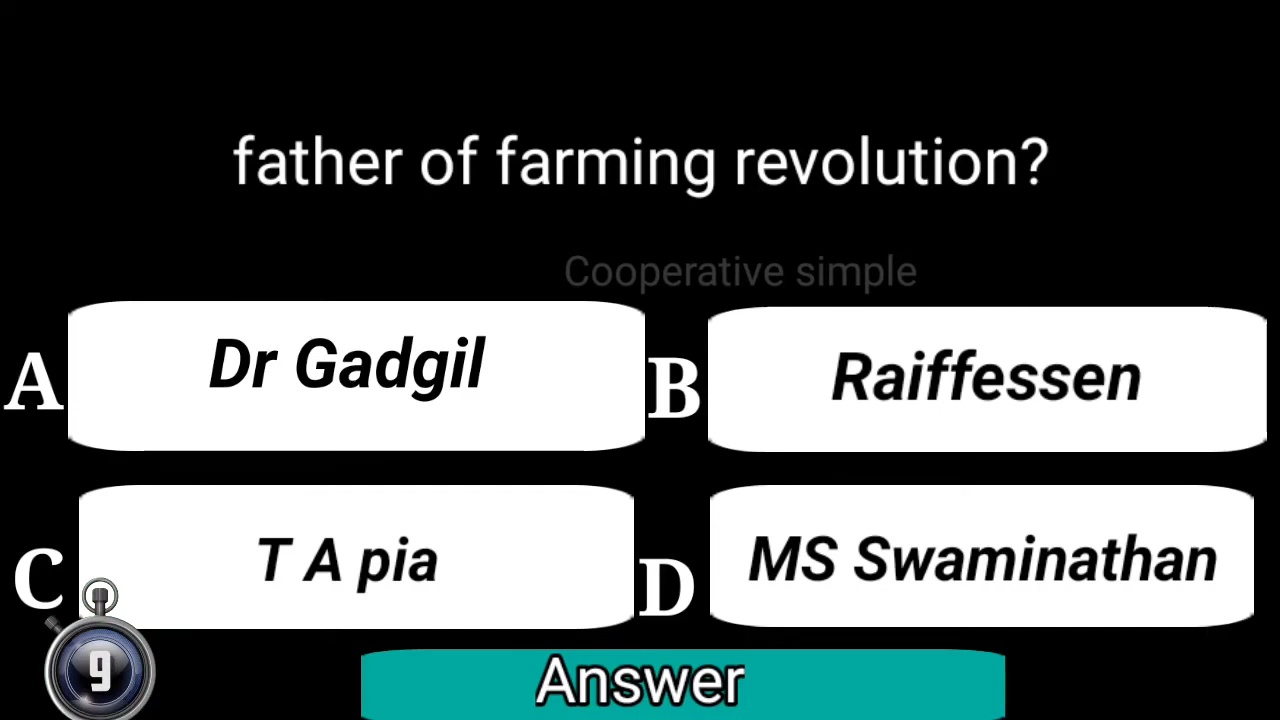 father of farming revolution?
Cooperative simple
A Dr Gadgil
B Raiffessen
C T A pia
D MS Swaminathan
9
Answer